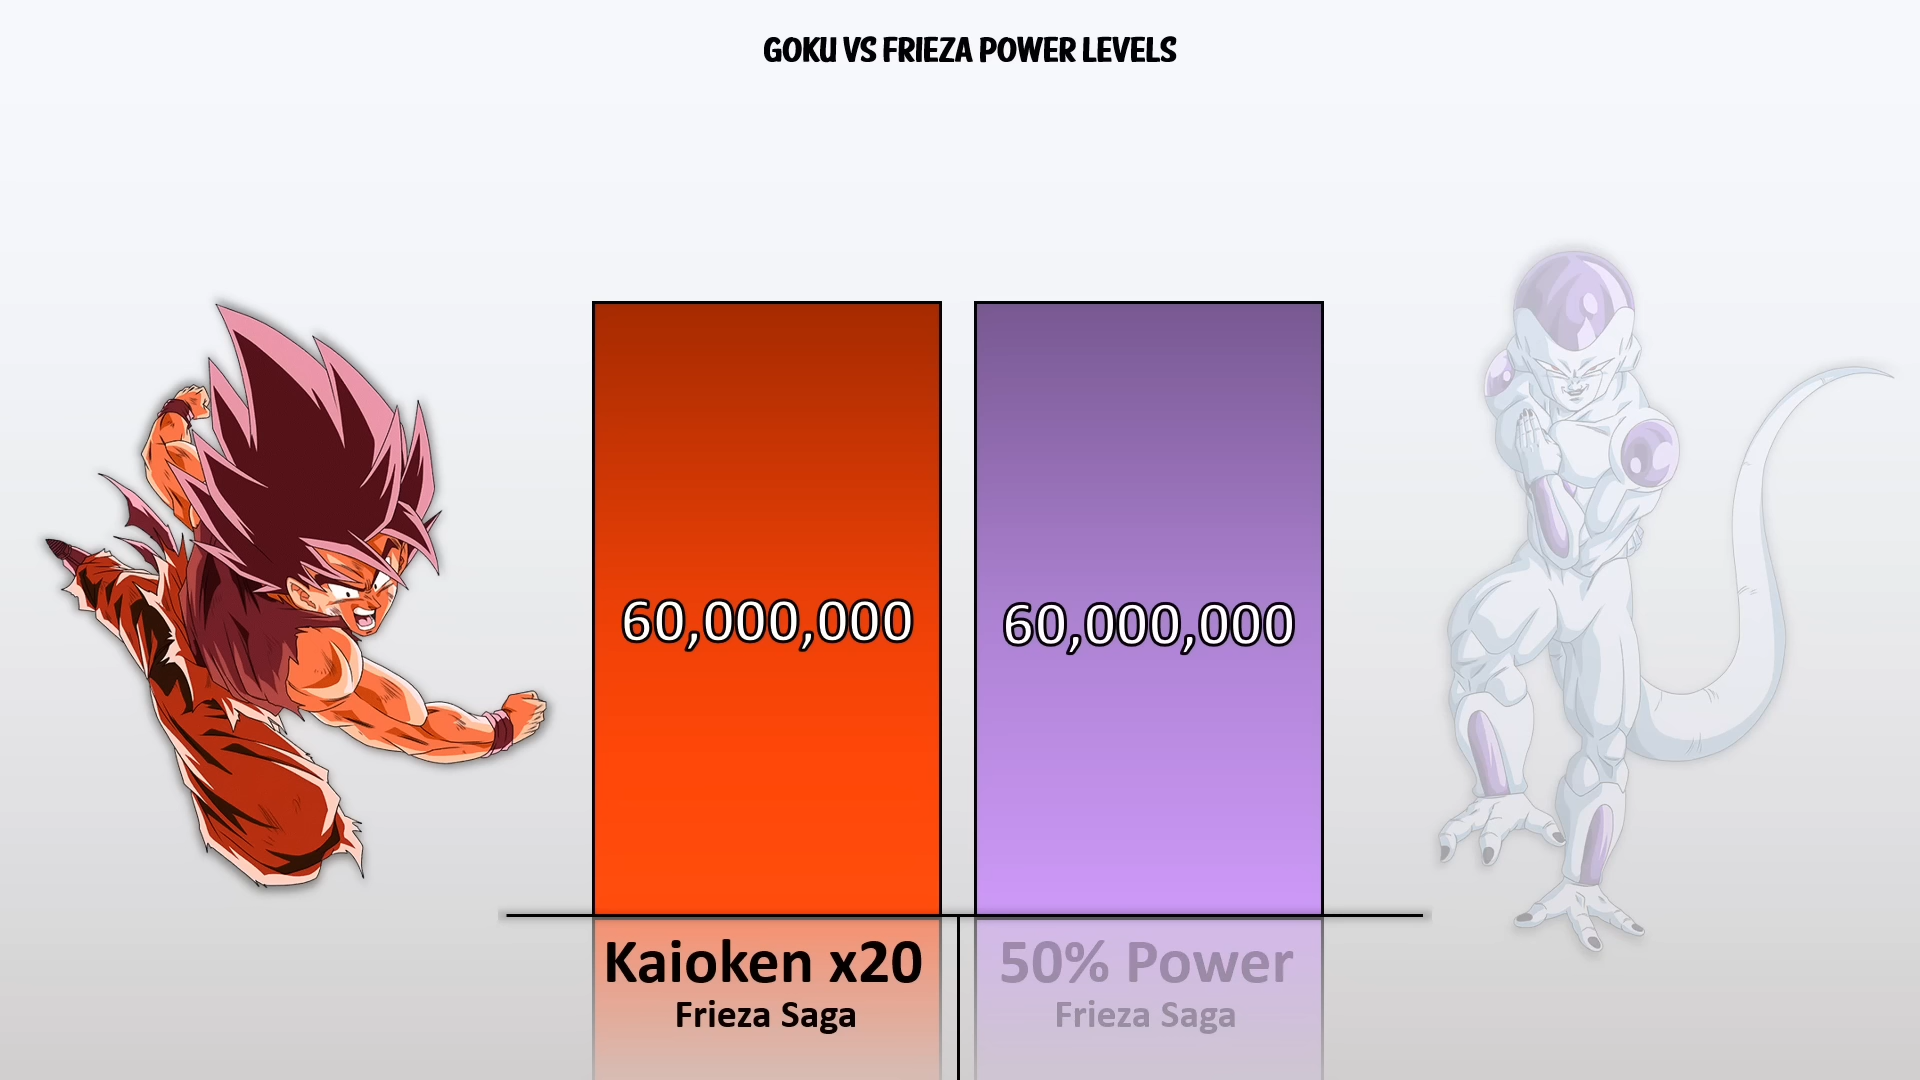 GOKU VS FRIEZA POWER LEVELS
60,000,000
60,000,000
Kaioken x20
Frieza Saga
50% Power
Frieza Saga